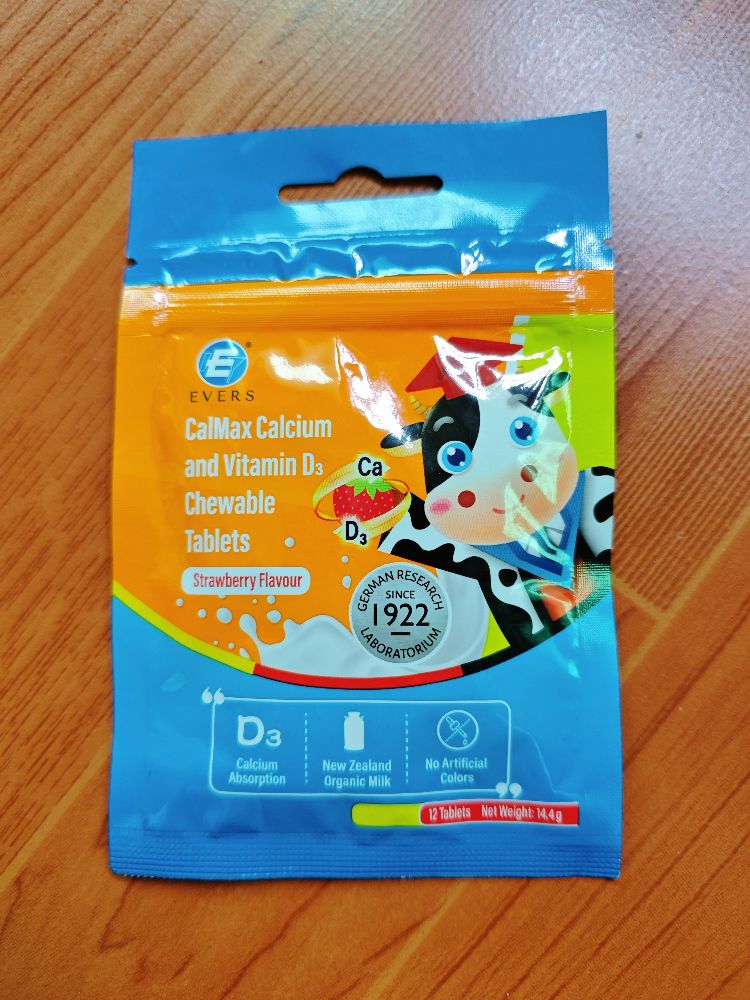 E
®
EVERS
CalMax Calcium
and Vitamin D₃
Chewable
Tablets
Strawberry Flavour
Ca
D₃
GERMAN RESEARCH
SINCE
1922
LABORATORIUM
D₃
Calcium
Absorption
New Zealand
Organic Milk
No Artificial
Colors
12 Tablets Net Weight: 14.4g